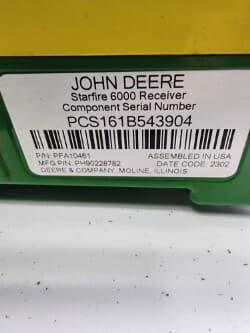 JOHN DEERE
Starfire 6000 Receiver
Component Serial Number
PCS161B543904
P/N: PFA10461 ASSEMBLED IN USA
MFG P/N: PH90228782 DATE CODE: 2302
DEERE & COMPANY, MOLINE, ILLINOIS